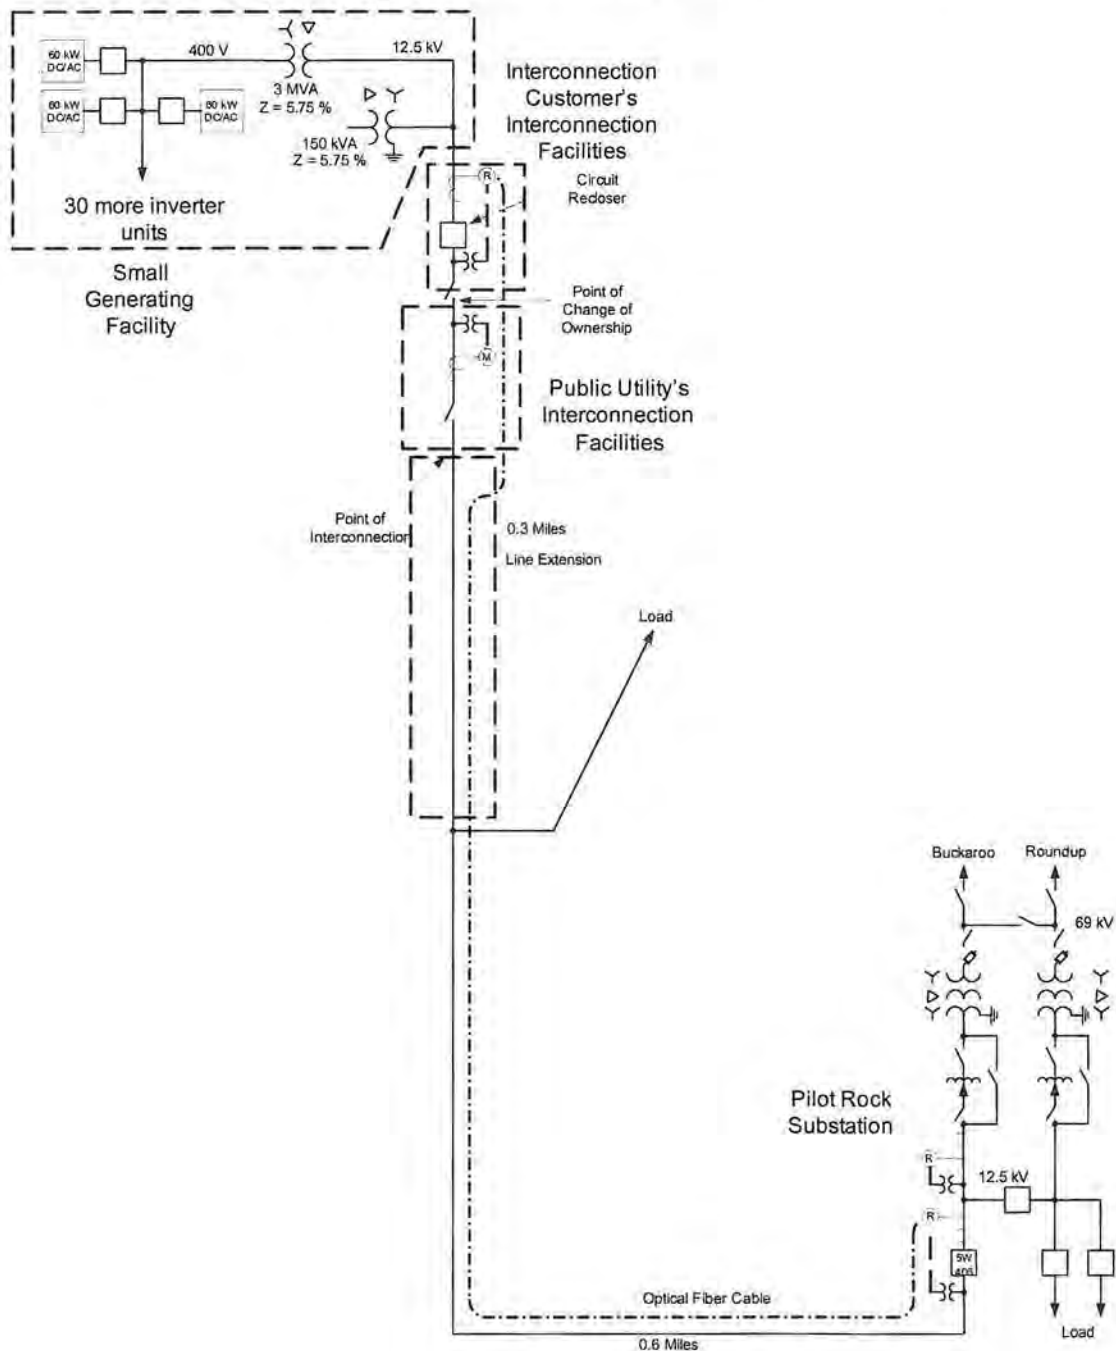 400 V
12.5 kV
60 kW
DC/AC
3 MVA
Z = 5.75 %
60 kW
DC/AC
60 kW
DC/AC
150 kVA
Z = 5.75 %
30 more inverter
units
Small
Generating
Facility
Interconnection
Customer's
Interconnection
Facilities
R
Circuit
Recloser
Point of
Change of
Ownership
M
Public Utility's
Interconnection
Facilities
Point of
Interconnection
0.3 Miles
Line Extension
Load
Buckaroo
Roundup
69 kV
Pilot Rock
Substation
R
12.5 kV
R
5W
406
Optical Fiber Cable
Load
0.6 Miles